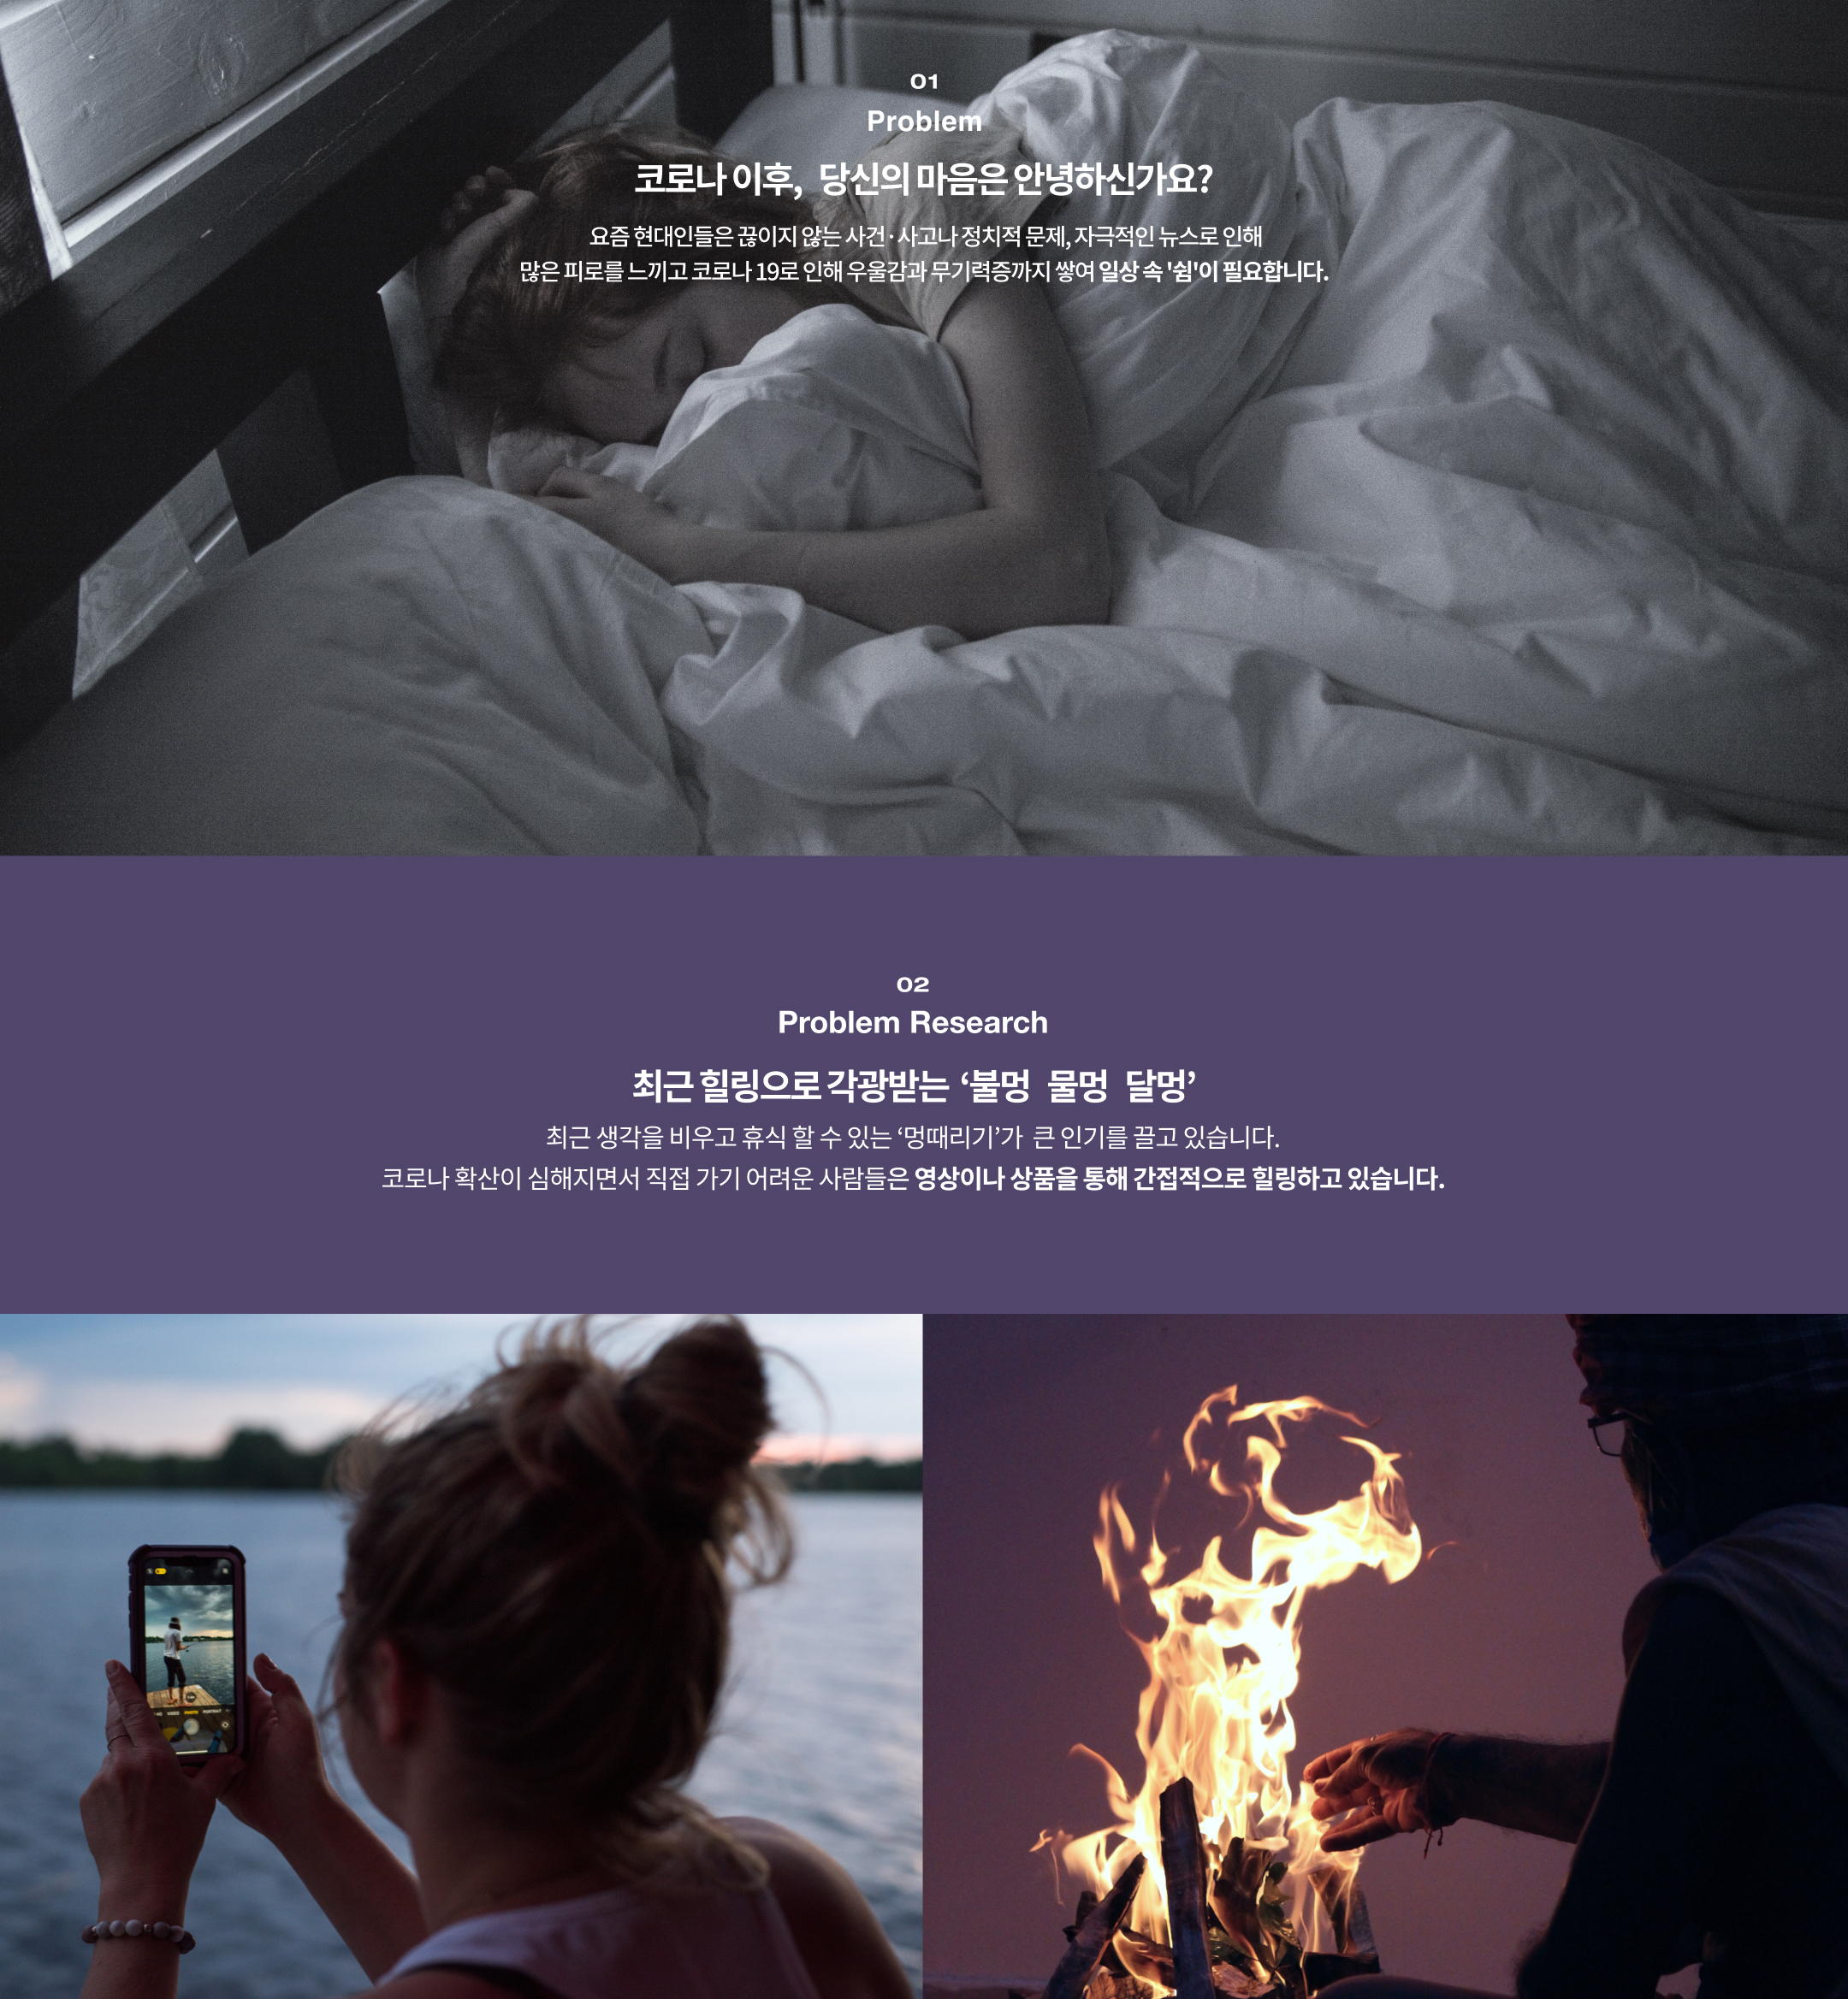 01
Problem
코로나 이후, 당신의 마음은 안녕하신가요?
요즘 현대인들은 끊이지 않는 사건·사고나 정치적 문제, 자극적인 뉴스로 인해
많은 피로를 느끼고 코로나 19로 인해 우울감과 무기력증까지 쌓여 일상 속 '쉼'이 필요합니다.
02
Problem Research
최근 힐링으로 각광받는 ‘불멍 물멍 달멍’
최근 생각을 비우고 휴식 할 수 있는 ‘멍때리기’가 큰 인기를 끌고 있습니다.
코로나 확산이 심해지면서 직접 가기 어려운 사람들은 영상이나 상품을 통해 간접적으로 힐링하고 있습니다.
VIDEO PHOTO PORTRAIT